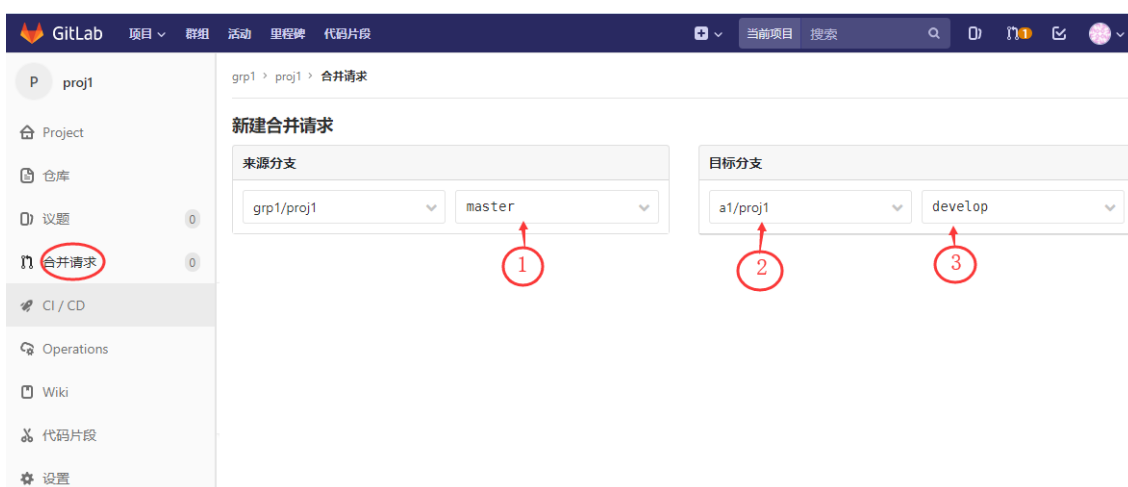 GitLab 项目 群组 活动 里程碑 代码片段 当前项目 搜索 1
P proj1
grp1 > proj1 > 合并请求
Project
仓库
议题 0
合并请求 0
CI / CD
Operations
Wiki
代码片段
设置
新建合并请求
来源分支
grp1/proj1 master
1
目标分支
a1/proj1 develop
2 3